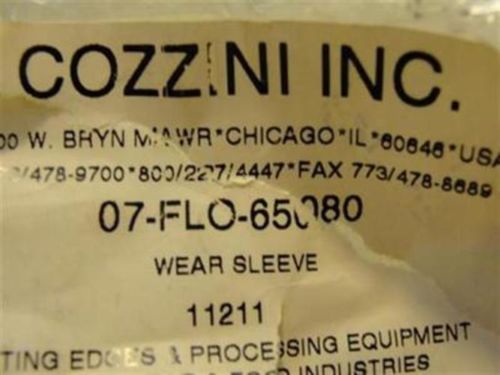 COZZINI INC.
00 W. BRYN MAWR*CHICAGO*IL*60646*USA
/478-9700*800/227/4447*FAX 773/478-8689
07-FLO-65080
WEAR SLEEVE
11211
TING EDGES & PROCESSING EQUIPMENT
INDUSTRIES